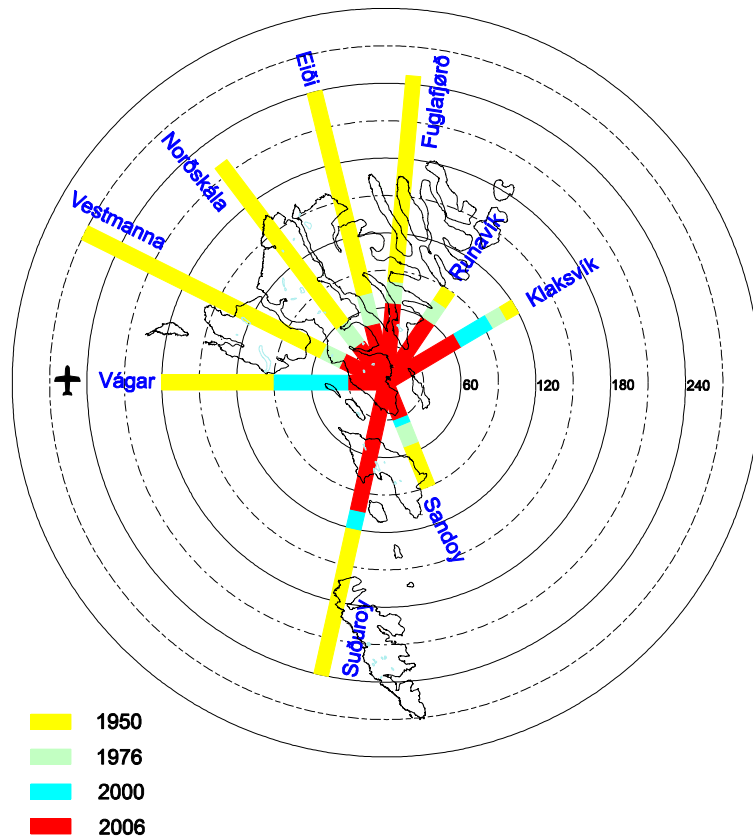 Eiði
Fuglafjørð
Norðskála
Vestmanna
Runavík
Klaksvík
Vágar
60 120 180 240
Sandoy
Suðuroy
1950
1976
2000
2006